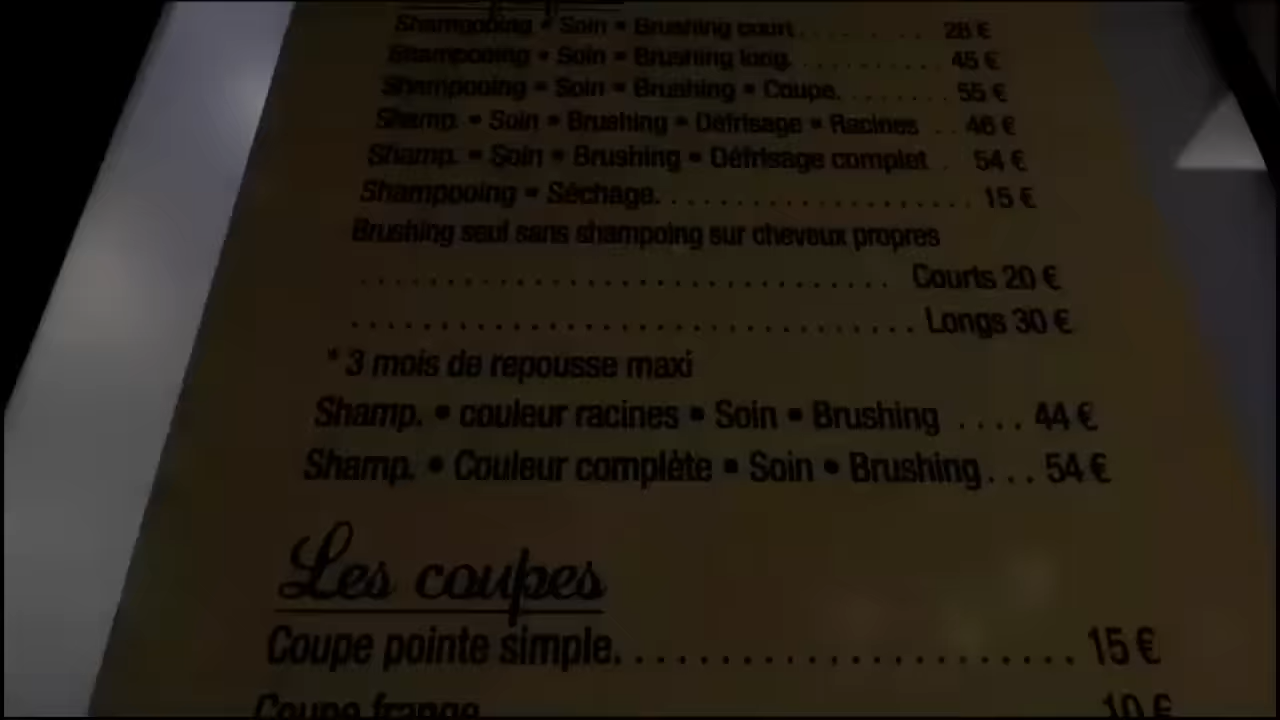 Shampooing • Soin • Brushing court. . . . . . . . . 28 €
Shampooing • Soin • Brushing long. . . . . . . . . . . 45 €
Shampooing • Soin • Brushing • Coupe. . . . . . . . 55 €
Shamp. • Soin • Brushing • Défrisage • Racines . . 46 €
Shamp. • Soin • Brushing • Défrisage complet . 54 €
Shampooing • Séchage. . . . . . . . . . . . . . . . . . . . 15 €
Brushing seul sans shampoing sur cheveux propres
. . . . . . . . . . . . . . . . . . . . . . . . . . . . . . Courts 20 €
. . . . . . . . . . . . . . . . . . . . . . . . . . . . . . . . Longs 30 €
* 3 mois de repousse maxi
Shamp. • couleur racines • Soin • Brushing . . . . 44 €
Shamp. • Couleur complète • Soin • Brushing. . . 54 €
Les coupes
Coupe pointe simple. . . . . . . . . . . . . . . . . . . . . 15 €
Coupe frange 10 €